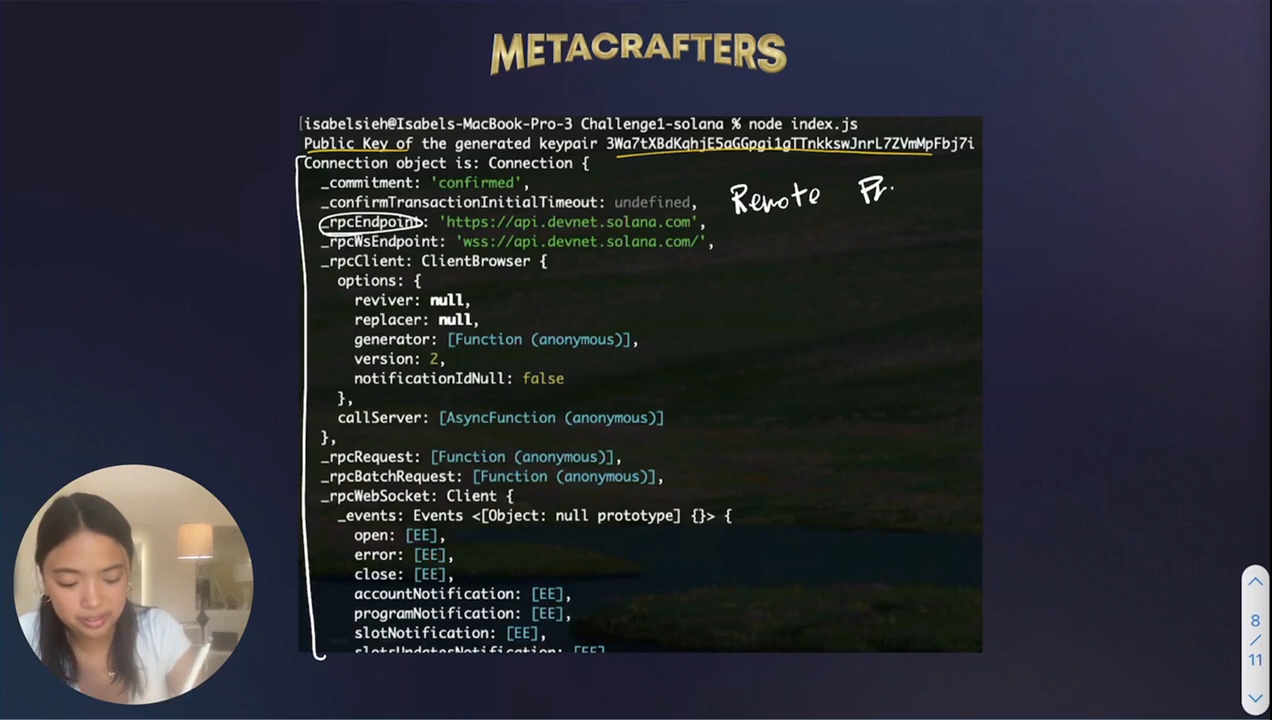 METACRAFTERS
[isabelsieh@Isabels-MacBook-Pro-3 Challenge1-solana % node index.js
Public Key of the generated keypair 3Wa7tXBdKqhjE5aGGpgi1gTTnkkswJnrL7ZVmMpFbj7i
Connection object is: Connection {
_commitment: 'confirmed',
_confirmTransactionInitialTimeout: undefined,
Remote
_rpcEndpoint: 'https://api.devnet.solana.com',
_rpcWsEndpoint: 'wss://api.devnet.solana.com/',
_rpcClient: ClientBrowser {
options: {
reviver: null,
replacer: null,
generator: [Function (anonymous)],
version: 2,
notificationIdNull: false
},
callServer: [AsyncFunction (anonymous)]
},
_rpcRequest: [Function (anonymous)],
_rpcBatchRequest: [Function (anonymous)],
_rpcWebSocket: Client {
_events: Events <[Object: null prototype] {}> {
open: [EE],
error: [EE],
close: [EE],
accountNotification: [EE],
programNotification: [EE],
slotNotification: [EE],
slotsUpdatesNotification: [EE]
8
/
11